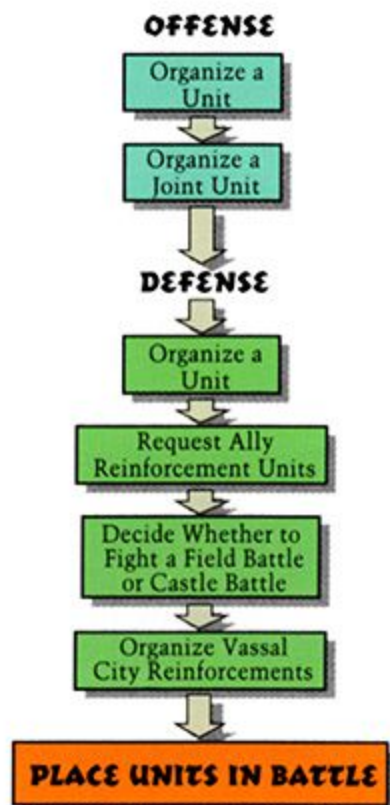 OFFENSE
Organize a
Unit
Organize a
Joint Unit
DEFENSE
Organize a
Unit
Request Ally
Reinforcement Units
Decide Whether to
Fight a Field Battle
or Castle Battle
Organize Vassal
City Reinforcements
PLACE UNITS IN BATTLE